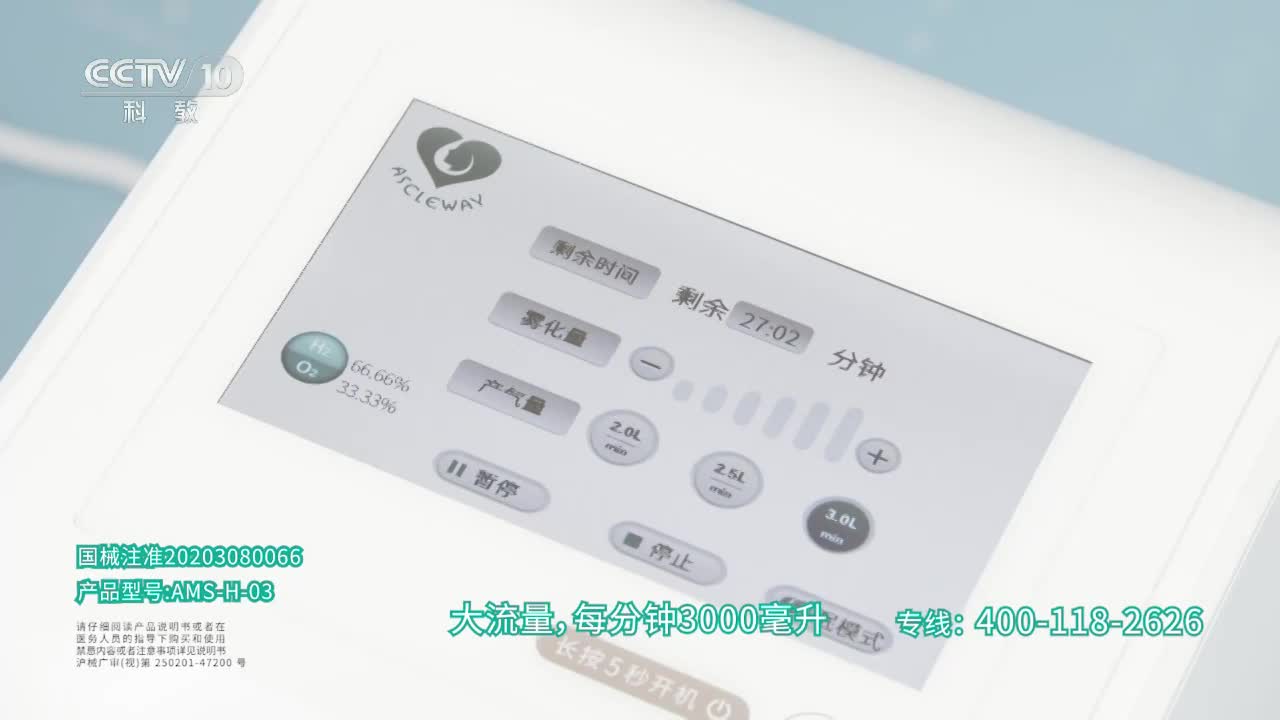 CCTV 10
科 教
ASCLEWAY
剩余时间
剩余 27:02 分钟
雾化量
H2
O2
66.66%
33.33%
产气量
2.0L
min
2.5L
min
3.0L
min
暂停
停止
模式
长按5秒开机
国械注准20203080066
产品型号:AMS-H-03
请仔细阅读产品说明书或者在
医务人员的指导下购买和使用
禁忌内容或者注意事项详见说明书
沪械广审(视)第 250201-47200 号
大流量,每分钟3000毫升
专线:400-118-2626